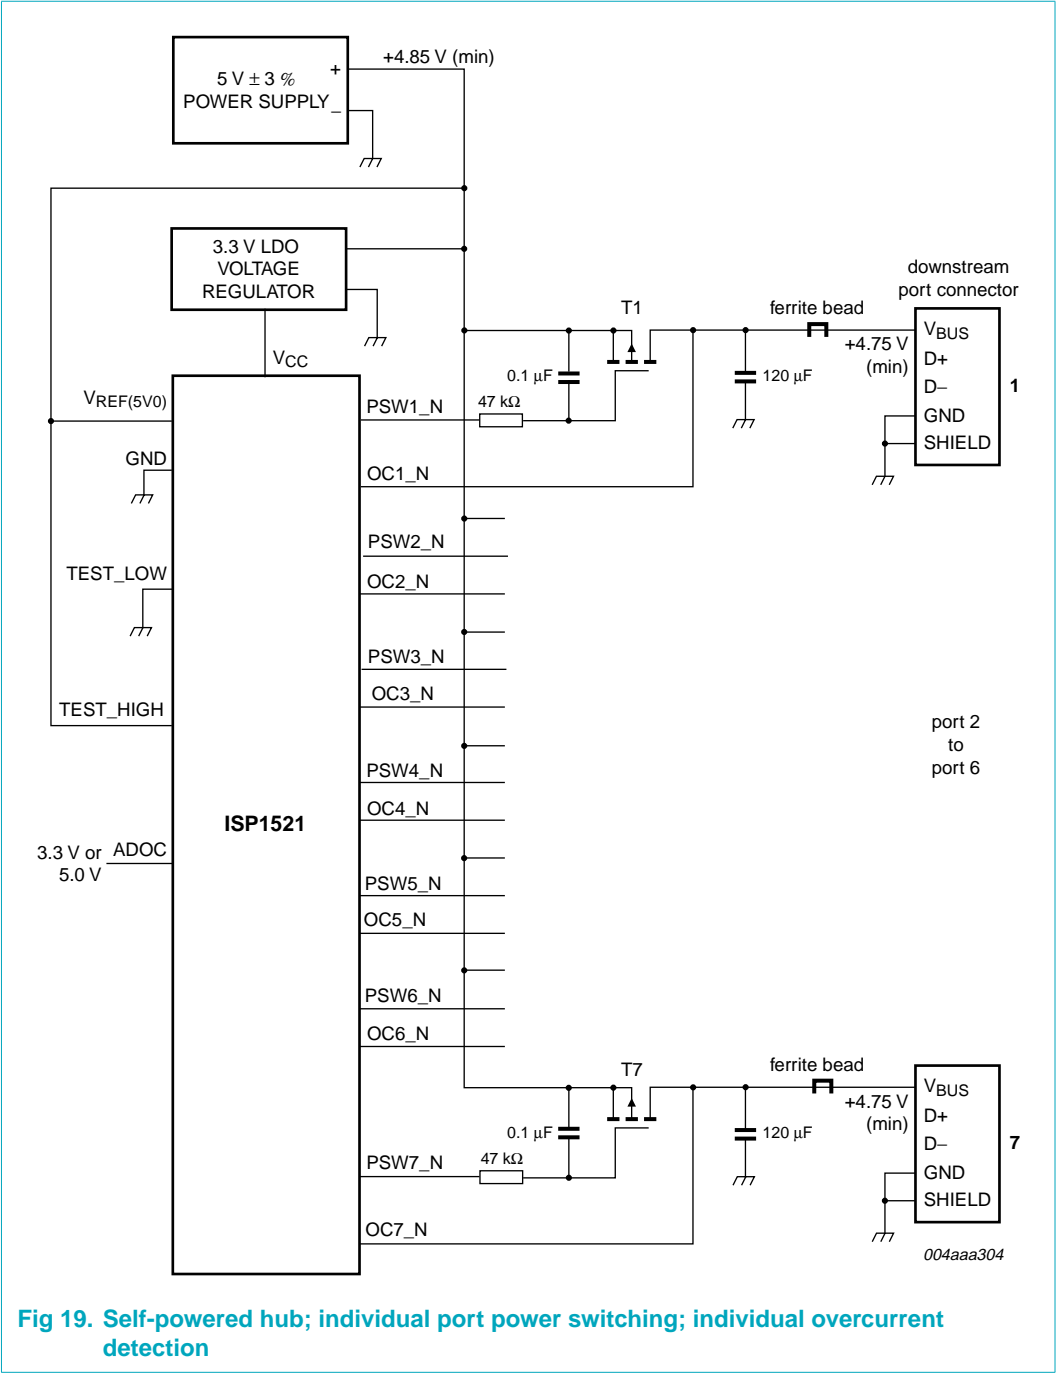 +4.85 V (min)
5 V ± 3 %
POWER SUPPLY
+
–
3.3 V LDO
VOLTAGE
REGULATOR
VCC
T1
ferrite bead
downstream
port connector
VBUS
D+
D–
GND
SHIELD
1
+4.75 V
(min)
0.1 μF
120 μF
47 kΩ
VREF(5V0)
GND
TEST_LOW
TEST_HIGH
3.3 V or
5.0 V
ADOC
ISP1521
PSW1_N
OC1_N
PSW2_N
OC2_N
PSW3_N
OC3_N
PSW4_N
OC4_N
PSW5_N
OC5_N
PSW6_N
OC6_N
PSW7_N
OC7_N
port 2
to
port 6
T7
ferrite bead
VBUS
D+
D–
GND
SHIELD
7
+4.75 V
(min)
0.1 μF
120 μF
47 kΩ
004aaa304
Fig 19. Self-powered hub; individual port power switching; individual overcurrent
detection